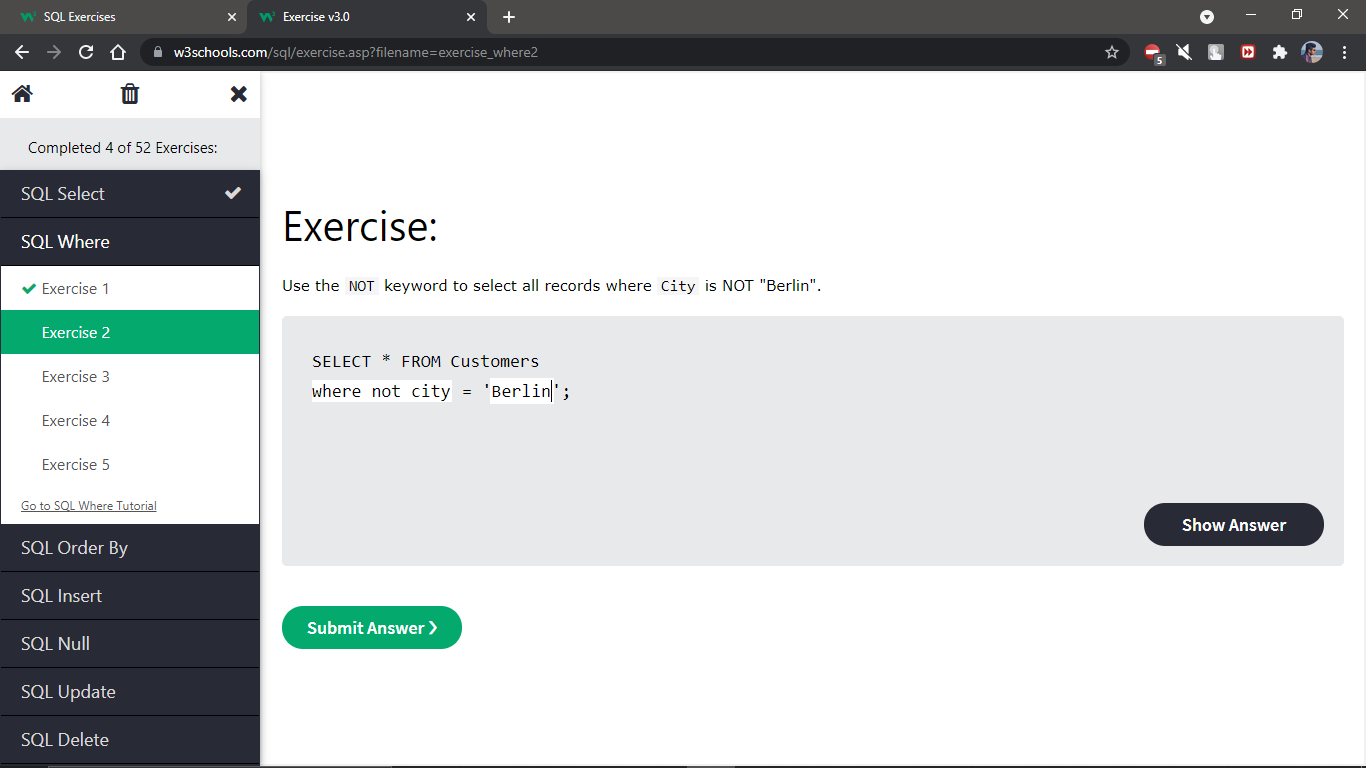 SQL Exercises
Exercise v3.0
w3schools.com/sql/exercise.asp?filename=exercise_where2
5
Completed 4 of 52 Exercises:
SQL Select
SQL Where
Exercise 1
Exercise 2
Exercise 3
Exercise 4
Exercise 5
Go to SQL Where Tutorial
SQL Order By
SQL Insert
SQL Null
SQL Update
SQL Delete
Exercise:
Use the NOT keyword to select all records where City is NOT "Berlin".
SELECT * FROM Customers
where not city = 'Berlin';
Show Answer
Submit Answer ❯